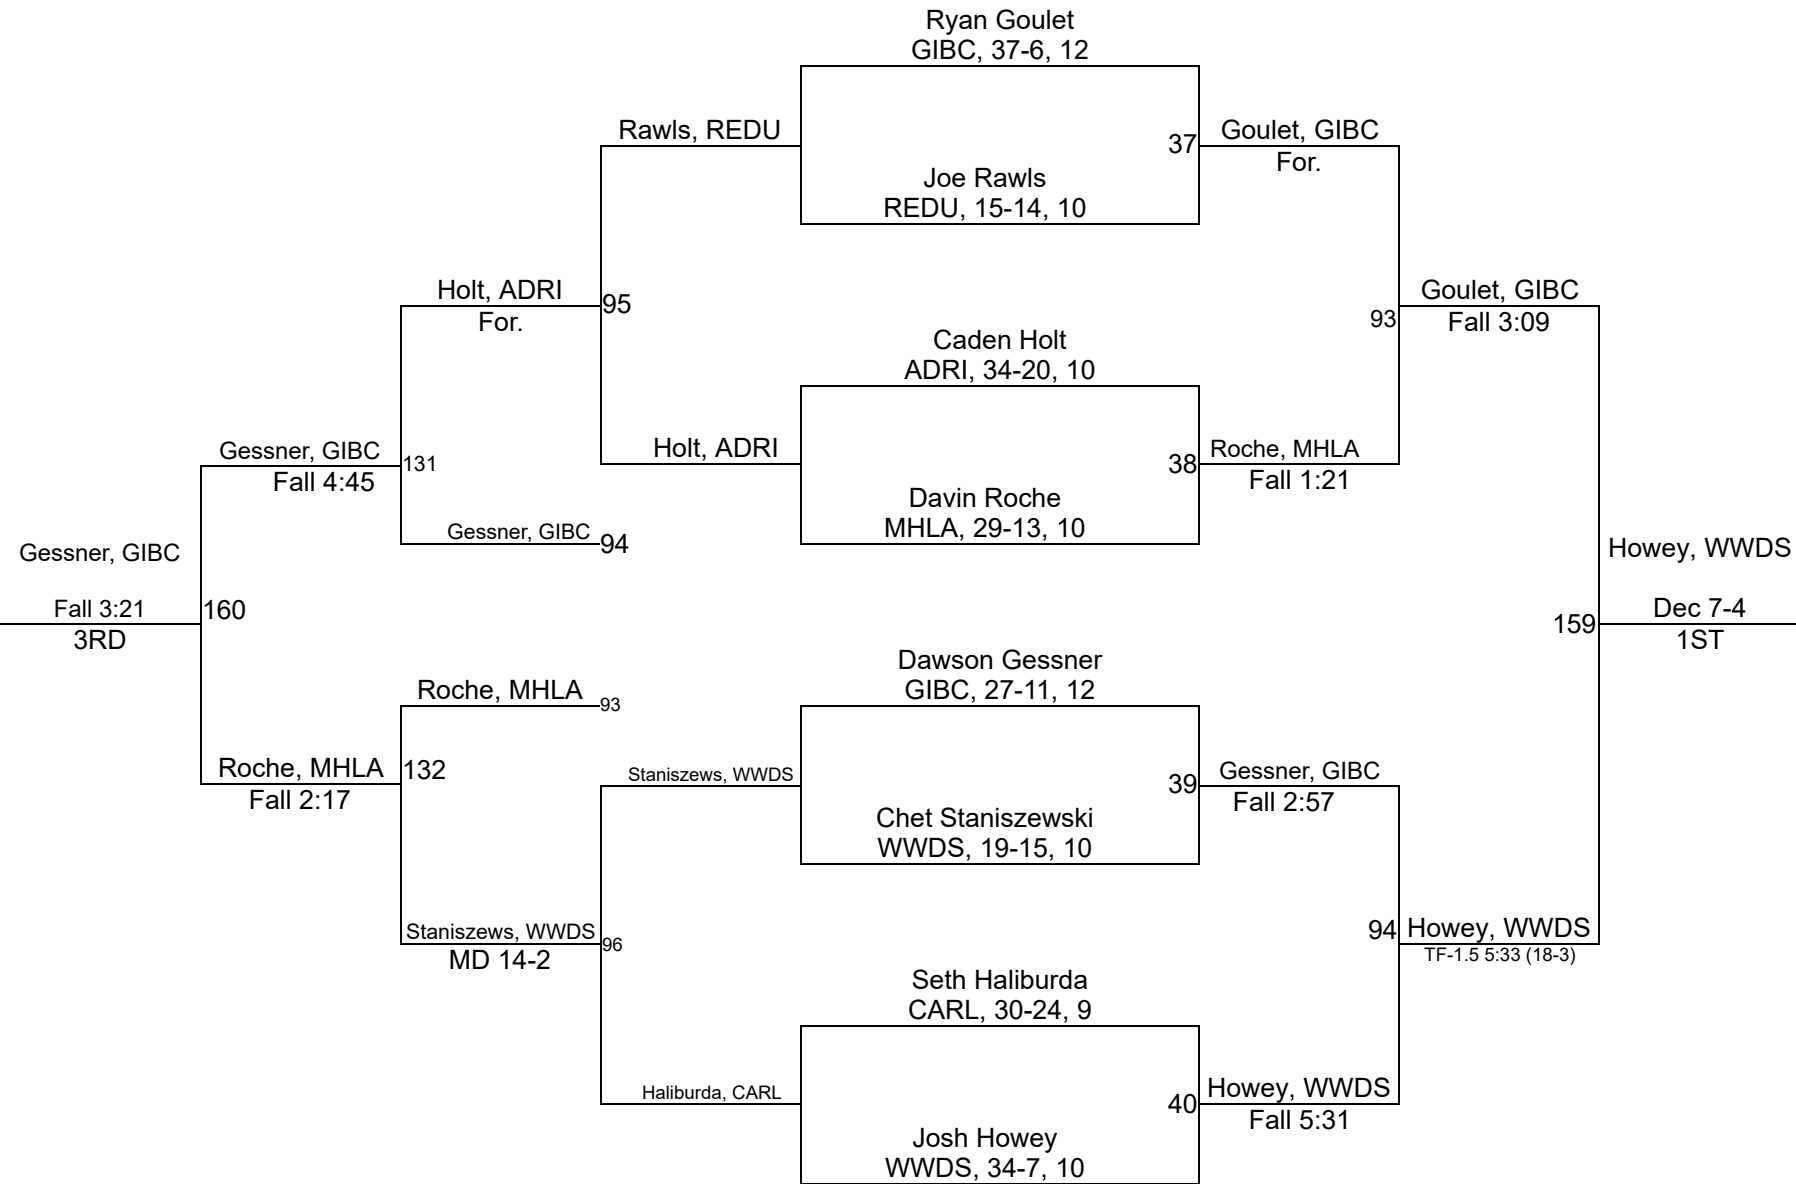 Ryan Goulet
GIBC, 37-6, 12
Rawls, REDU
37
Goulet, GIBC
For.
Joe Rawls
REDU, 15-14, 10
Holt, ADRI
For.
95
Goulet, GIBC
Fall 3:09
93
Caden Holt
ADRI, 34-20, 10
Gessner, GIBC
Fall 4:45
131
Holt, ADRI
38
Roche, MHLA
Fall 1:21
Davin Roche
MHLA, 29-13, 10
Gessner, GIBC
94
Gessner, GIBC
Fall 3:21
3RD
160
Howey, WWDS
159
Dec 7-4
1ST
Dawson Gessner
GIBC, 27-11, 12
Roche, MHLA
93
Roche, MHLA
Fall 2:17
132
Staniszews, WWDS
39
Gessner, GIBC
Fall 2:57
Chet Staniszewski
WWDS, 19-15, 10
Staniszews, WWDS
MD 14-2
96
94
Howey, WWDS
TF-1.5 5:33 (18-3)
Seth Haliburda
CARL, 30-24, 9
Haliburda, CARL
40
Howey, WWDS
Fall 5:31
Josh Howey
WWDS, 34-7, 10